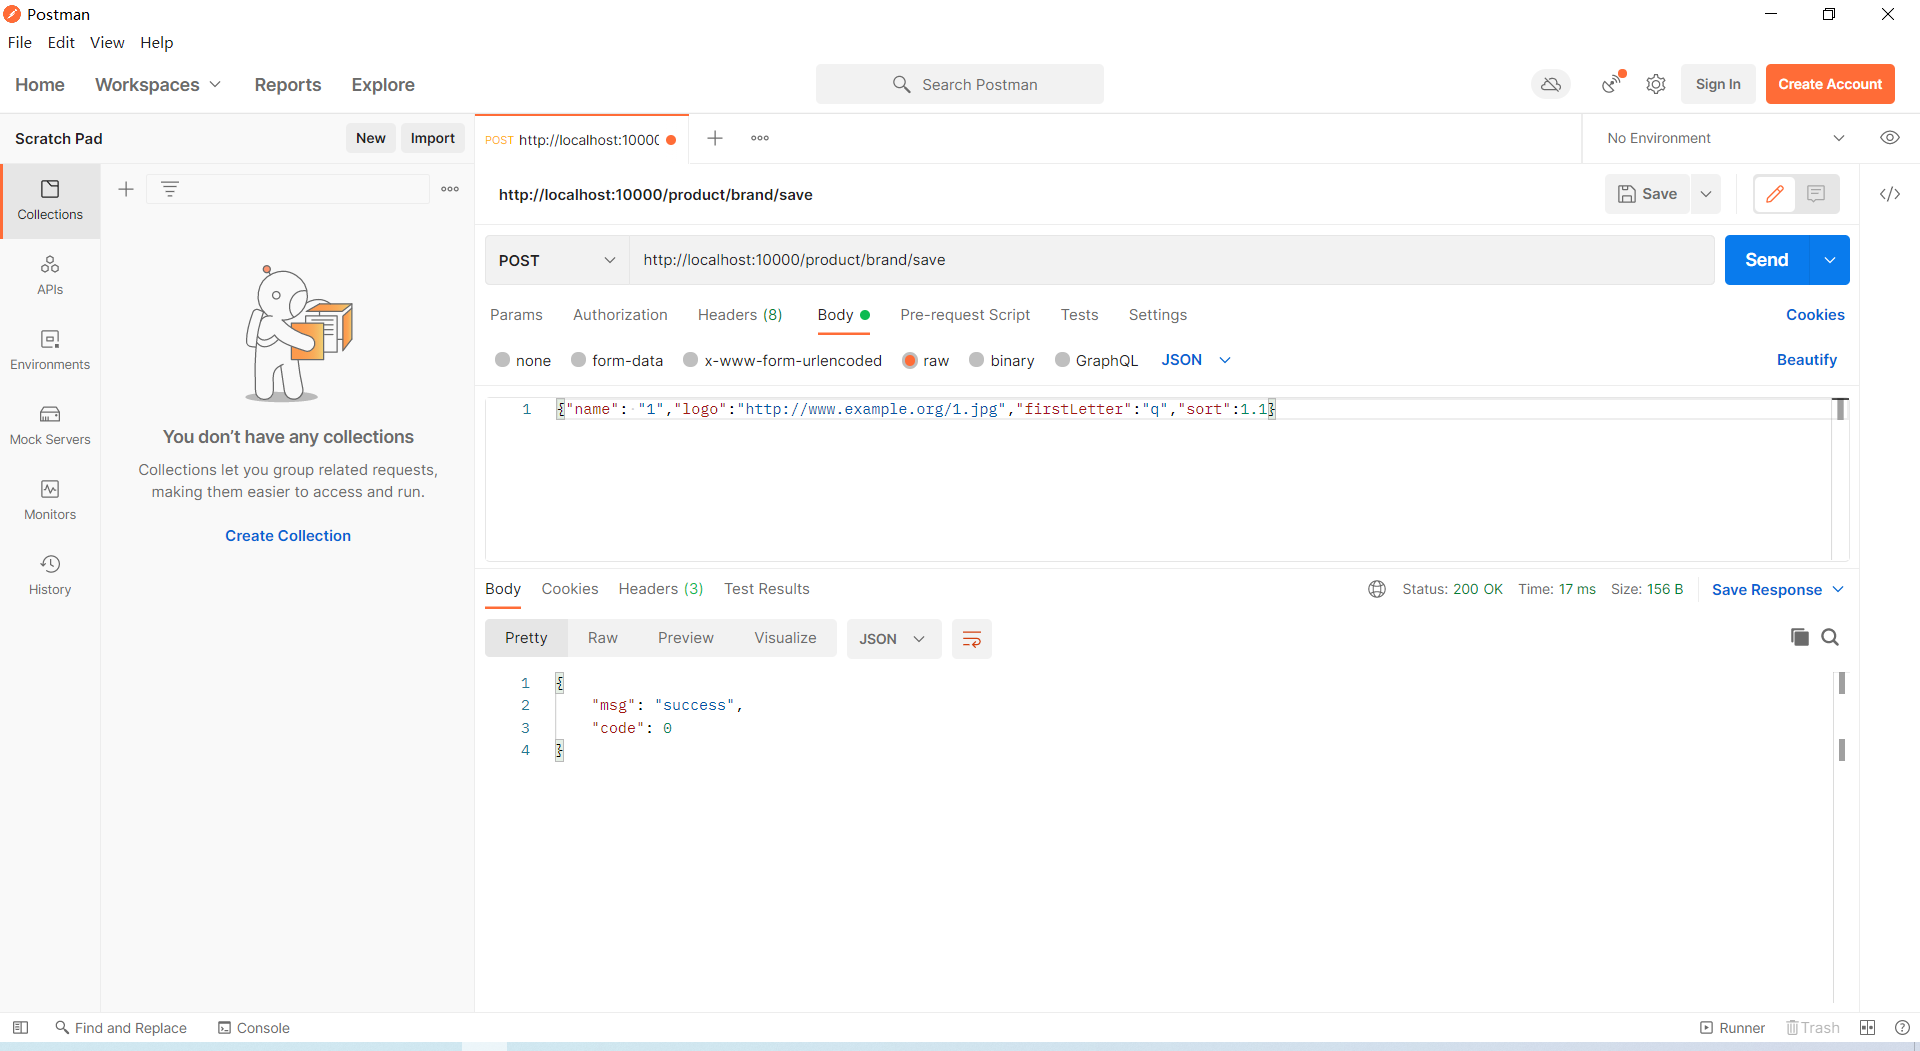 Postman
File Edit View Help
Home Workspaces Reports Explore Search Postman Sign In Create Account
Scratch Pad New Import POST http://localhost:1000( No Environment
http://localhost:10000/product/brand/save Save
Collections
APIs
Environments
Mock Servers
Monitors
History
You don’t have any collections
Collections let you group related requests,
making them easier to access and run.
Create Collection
POST http://localhost:10000/product/brand/save Send
Params Authorization Headers (8) Body Pre-request Script Tests Settings Cookies
none form-data x-www-form-urlencoded raw binary GraphQL JSON Beautify
1 {"name": "1","logo":"http://www.example.org/1.jpg","firstLetter":"q","sort":1.1}
Body Cookies Headers (3) Test Results Status: 200 OK Time: 17 ms Size: 156 B Save Response
Pretty Raw Preview Visualize JSON
1 {
2 "msg": "success",
3 "code": 0
4 }
Find and Replace Console Runner Trash